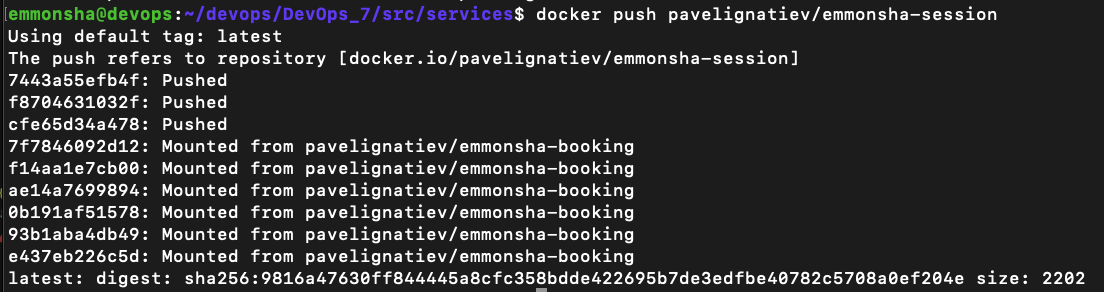 emmonsha@devops:~/devops/DevOps_7/src/services$ docker push pavelignatiev/emmonsha-session
Using default tag: latest
The push refers to repository [docker.io/pavelignatiev/emmonsha-session]
7443a55efb4f: Pushed
f8704631032f: Pushed
cfe65d34a478: Pushed
7f7846092d12: Mounted from pavelignatiev/emmonsha-booking
f14aa1e7cb00: Mounted from pavelignatiev/emmonsha-booking
ae14a7699894: Mounted from pavelignatiev/emmonsha-booking
0b191af51578: Mounted from pavelignatiev/emmonsha-booking
93b1aba4db49: Mounted from pavelignatiev/emmonsha-booking
e437eb226c5d: Mounted from pavelignatiev/emmonsha-booking
latest: digest: sha256:9816a47630ff844445a8cfc358bdde422695b7de3edfbe40782c5708a0ef204e size: 2202